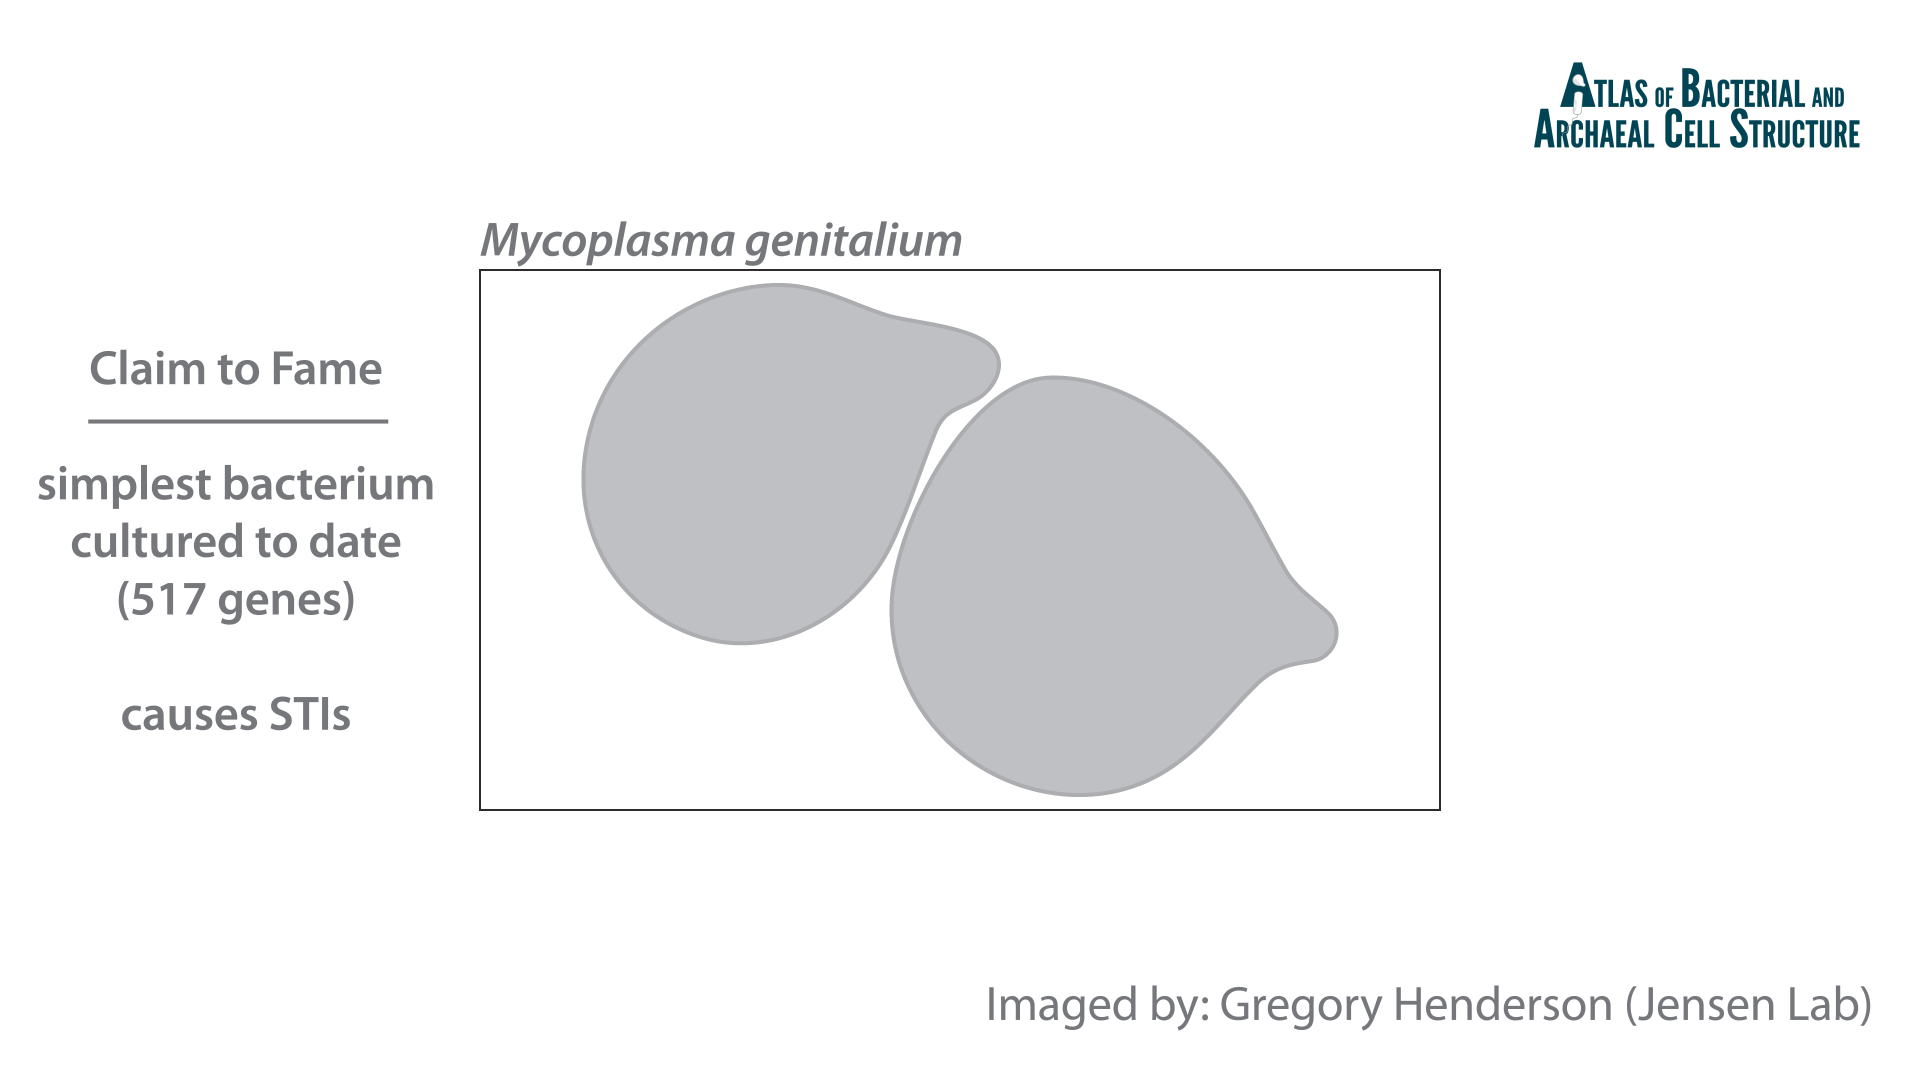 ATLAS OF BACTERIAL AND
ARCHAEAL CELL STRUCTURE
Mycoplasma genitalium
Claim to Fame
simplest bacterium
cultured to date
(517 genes)
causes STIs
Imaged by: Gregory Henderson (Jensen Lab)